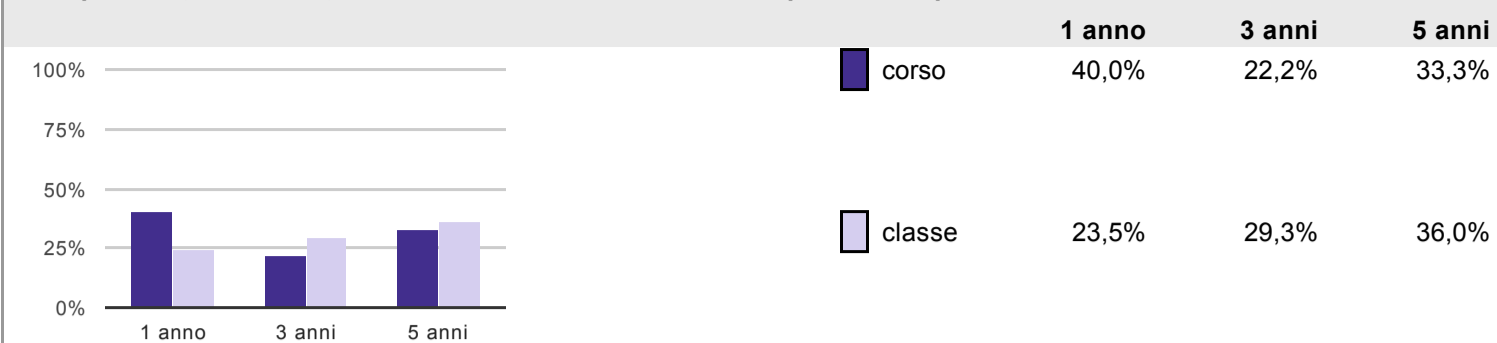 1 anno 3 anni 5 anni
100%
75%
50%
25%
0%
1 anno 3 anni 5 anni
corso 40,0% 22,2% 33,3%
classe 23,5% 29,3% 36,0%